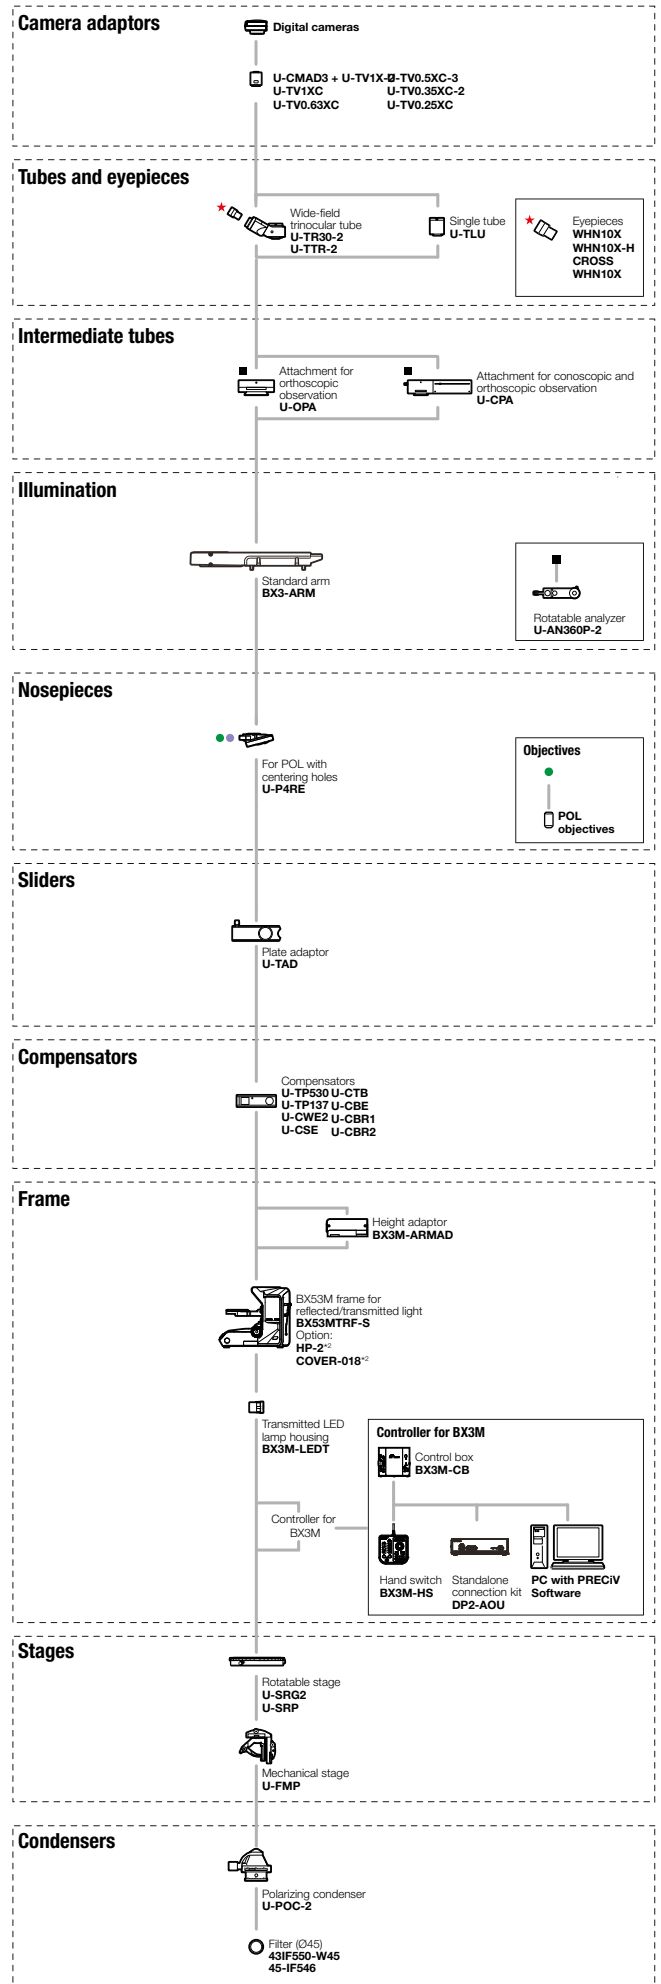 Camera adaptors
Digital cameras
U-CMAD3 + U-TV1X-2
U-TV0.5XC-3
U-TV1XC
U-TV0.35XC-2
U-TV0.63XC
U-TV0.25XC
Tubes and eyepieces
Wide-field
trinocular tube
U-TR30-2
U-TTR-2
Single tube
U-TLU
Eyepieces
WHN10X
WHN10X-H
CROSS
WHN10X
Intermediate tubes
Attachment for
orthoscopic
observation
U-OPA
Attachment for conoscopic and
orthoscopic observation
U-CPA
Illumination
Standard arm
BX3-ARM
Rotatable analyzer
U-AN360P-2
Nosepieces
For POL with
centering holes
U-P4RE
Objectives
POL
objectives
Sliders
Plate adaptor
U-TAD
Compensators
Compensators
U-TP530 U-CTB
U-TP137 U-CBE
U-CWE2 U-CBR1
U-CSE U-CBR2
Frame
Height adaptor
BX3M-ARMAD
BX53M frame for
reflected/transmitted light
BX53MTRF-S
Option:
HP-2*2
COVER-018*2
Transmitted LED
lamp housing
BX3M-LEDT
Controller for
BX3M
Controller for BX3M
Control box
BX3M-CB
Hand switch
BX3M-HS
Standalone
connection kit
DP2-AOU
PC with PRECiV
Software
Stages
Rotatable stage
U-SRG2
U-SRP
Mechanical stage
U-FMP
Condensers
Polarizing condenser
U-POC-2
Filter (Ø45)
43IF550-W45
45-IF546